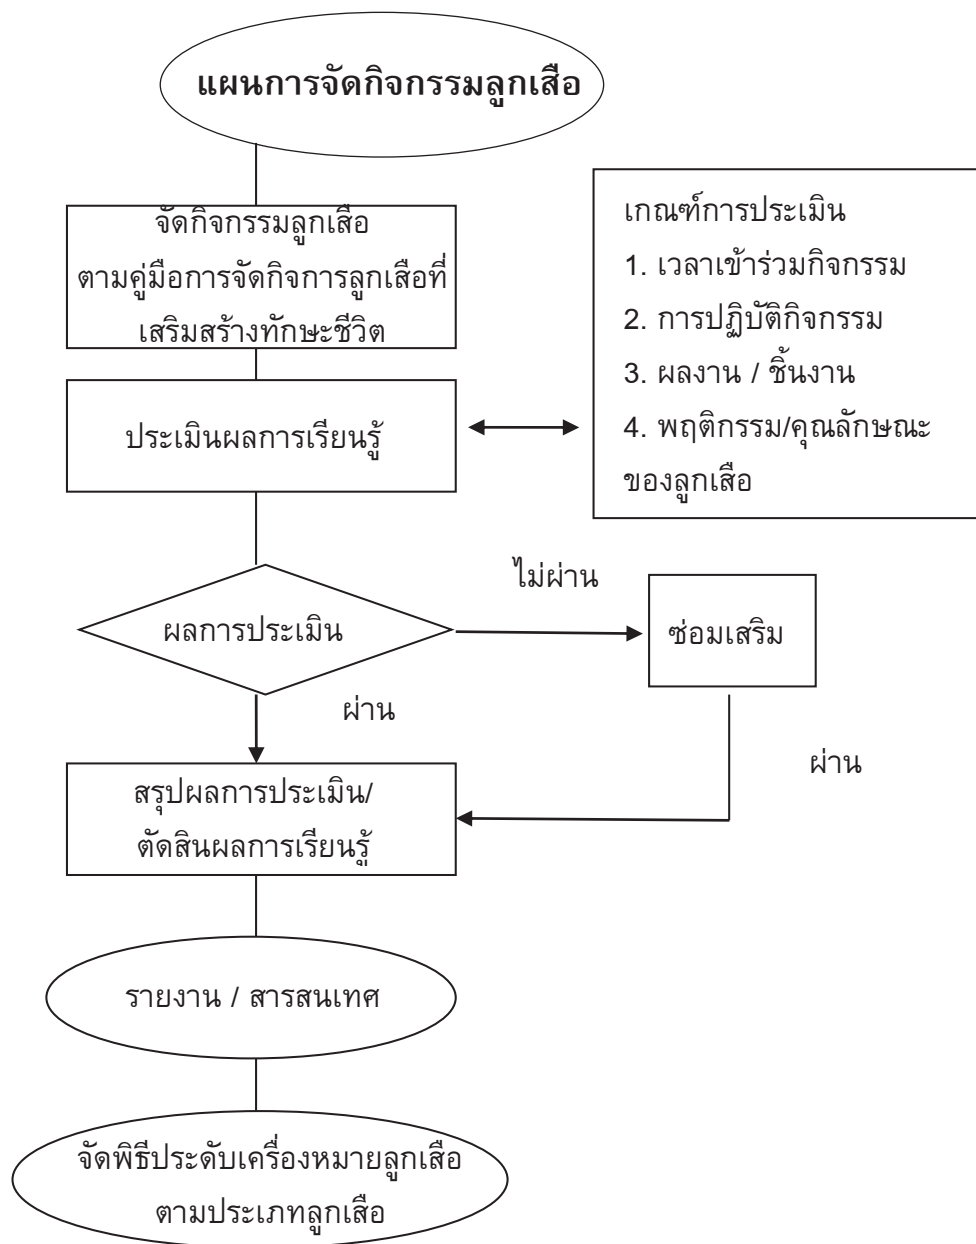 แผนการจัดกิจกรรมลูกเสือ
จัดกิจกรรมลูกเสือ
ตามคู่มือการจัดกิจการลูกเสือที่
เสริมสร้างทักษะชีวิต
เกณฑ์การประเมิน
1. เวลาเข้าร่วมกิจกรรม
2. การปฏิบัติกิจกรรม
3. ผลงาน / ชิ้นงาน
4. พฤติกรรม/คุณลักษณะ
ของลูกเสือ
ประเมินผลการเรียนรู้
ไม่ผ่าน
ผลการประเมิน
ซ่อมเสริม
ผ่าน
ผ่าน
สรุปผลการประเมิน/
ตัดสินผลการเรียนรู้
รายงาน / สารสนเทศ
จัดพิธีประดับเครื่องหมายลูกเสือ
ตามประเภทลูกเสือ